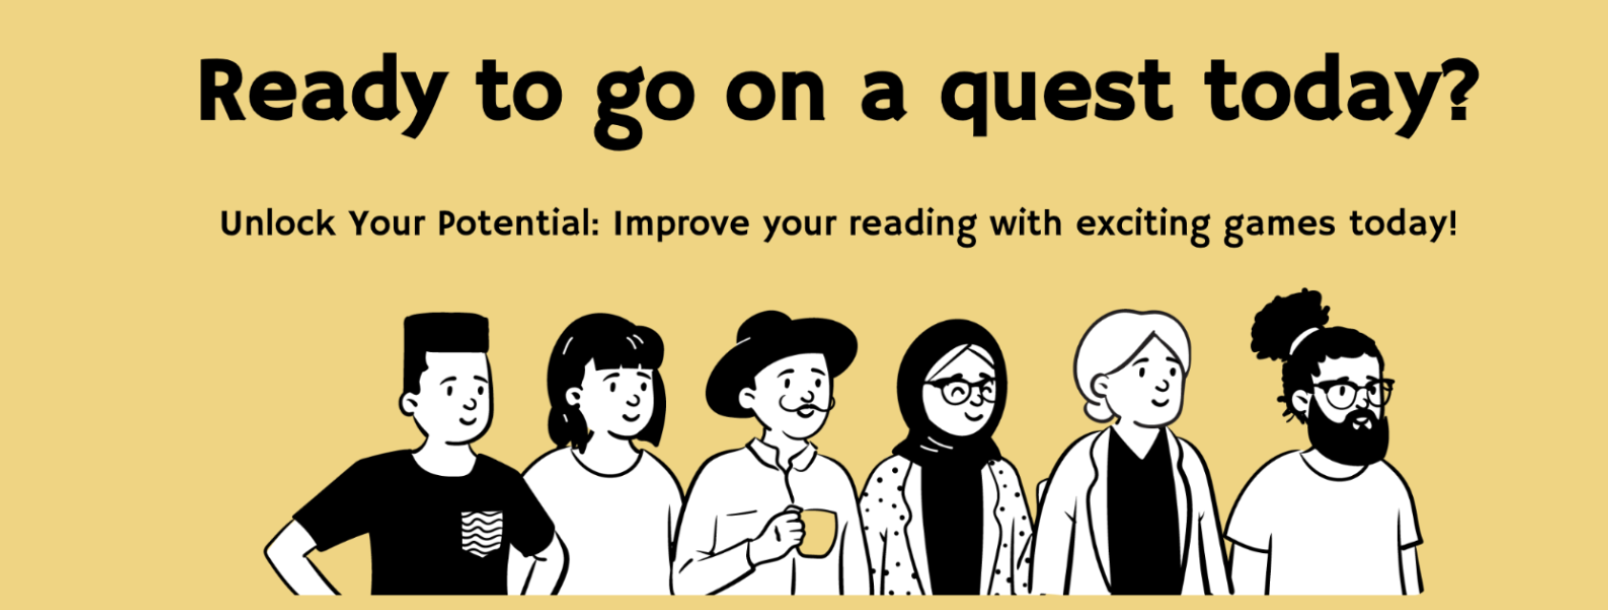 Ready to go on a quest today?
Unlock Your Potential: Improve your reading with exciting games today!